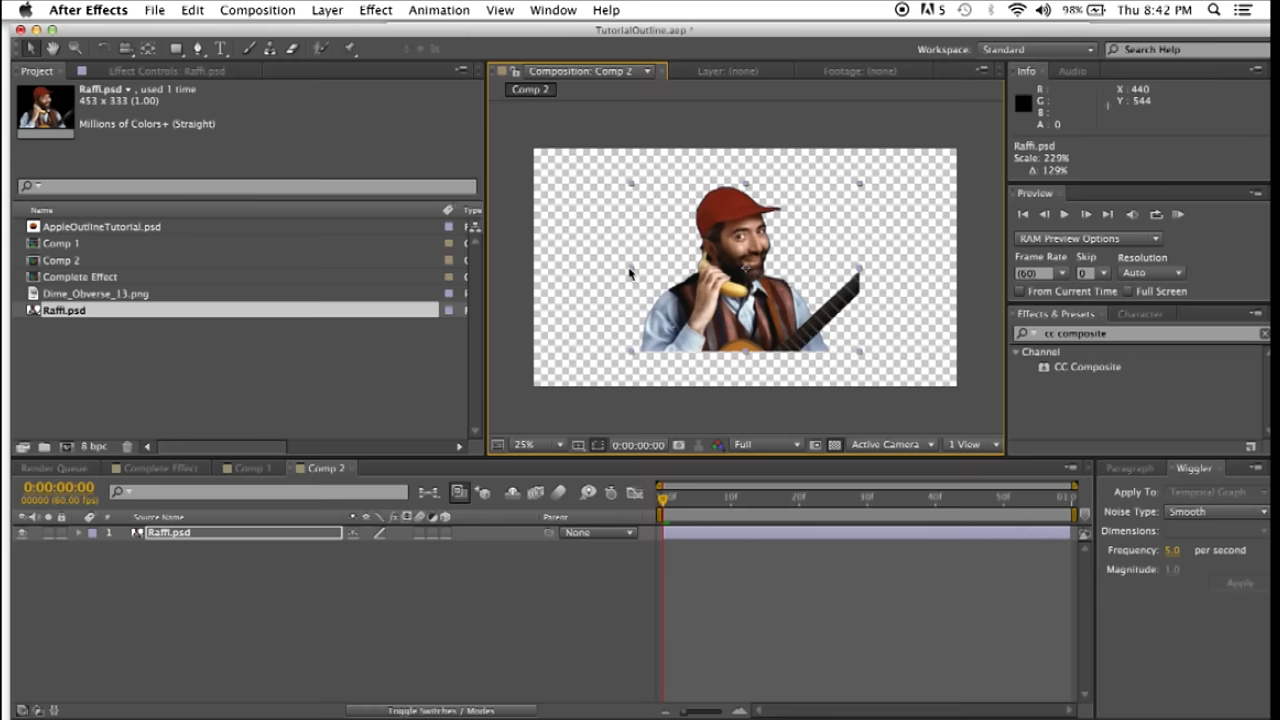 After Effects File Edit Composition Layer Effect Animation View Window Help 5 98% Thu 8:42 PM
TutorialOutline.aep *
Workspace: Standard Search Help
Project Effect Controls: Raffi.psd Composition: Comp 2 Layer: (none) Footage: (none) Info Audio
Raffi.psd , used 1 time
453 x 333 (1.00)
Millions of Colors+ (Straight)
Comp 2
R: X: 440
G: Y: 544
B:
A: 0
Raffi.psd
Scale: 229%
Δ: 129%
Preview
RAM Preview Options
Frame Rate Skip Resolution
(60) 0 Auto
From Current Time Full Screen
Effects & Presets Character
cc composite
Channel
CC Composite
Name Type
AppleOutlineTutorial.psd
Comp 1
Comp 2
Complete Effect
Dime_Obverse_13.png
Raffi.psd
8 bpc 25% 0:00:00:00 Full Active Camera 1 View
Render Queue Complete Effect Comp 1 Comp 2
0:00:00:00
00000 (60.00 fps)
10f 20f 30f 40f 50f
# Source Name Parent
1 Raffi.psd None
Paragraph Wiggler
Apply To: Temporal Graph
Noise Type: Smooth
Dimensions:
Frequency: 5.0 per second
Magnitude: 1.0
Apply
Toggle Switches / Modes